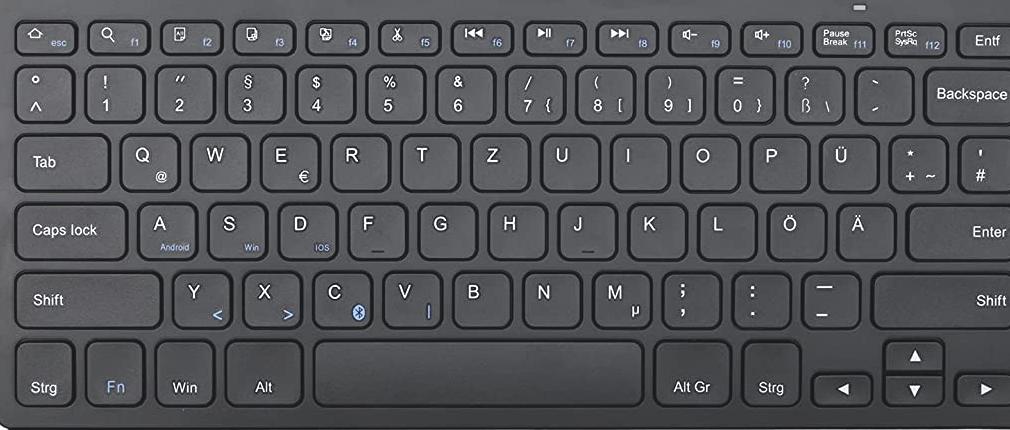 esc f1 f2 f3 f4 f5 f6 f7 f8 f9 f10 Pause Break f11 PrtSc SysRq f12 Entf
° ! " § $ % & / ( ) = ? `
^ 1 2 3 4 5 6 7 { 8 [ 9 ] 0 } ß \ ´ Backspace
Tab Q @ W E € R T Z U I O P Ü * + ~ ' #
Caps lock A Android S Win D IOS F G H J K L Ö Ä Enter
Shift Y < X > C V | B N M µ ; , : . _ – Shift
Strg Fn Win Alt Alt Gr Strg